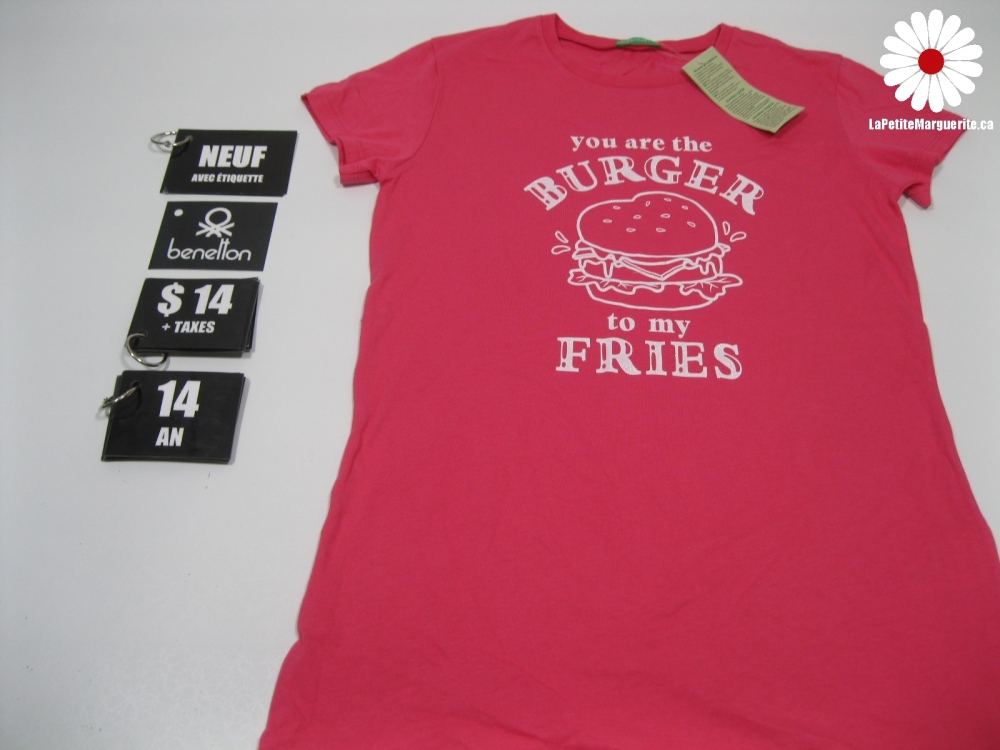 LaPetiteMarguerite.ca
NEUF
AVEC ÉTIQUETTE
benetton
$ 14
+ TAXES
14
AN
you are the
BURGER
to my
FRIES